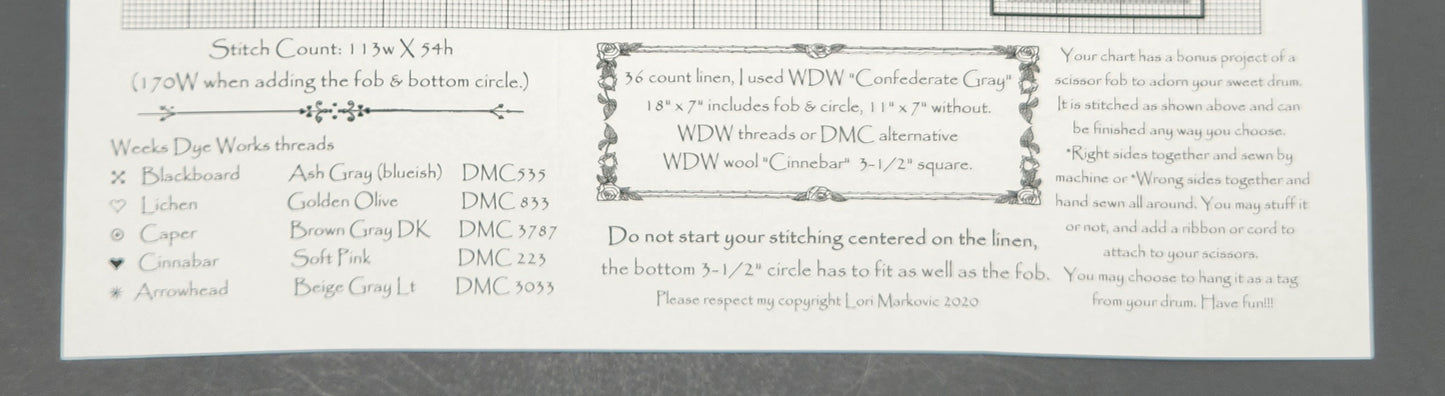 Stitch Count: 113w X 54h
(170W when adding the fob & bottom circle.)
Weeks Dye Works threads
Blackboard Ash Gray (blueish) DMC535
Lichen Golden Olive DMC 833
Caper Brown Gray DK DMC 3787
Cinnabar Soft Pink DMC 223
Arrowhead Beige Gray Lt DMC 3033
36 count linen, I used WDW "Confederate Gray"
18" x 7" includes fob & circle, 11" x 7" without.
WDW threads or DMC alternative
WDW wool "Cinnebar" 3-1/2" square.
Do not start your stitching centered on the linen,
the bottom 3-1/2" circle has to fit as well as the fob.
Please respect my copyright Lori Markovic 2020
Your chart has a bonus project of a
scissor fob to adorn your sweet drum.
It is stitched as shown above and can
be finished any way you choose.
*Right sides together and sewn by
machine or *Wrong sides together and
hand sewn all around. You may stuff it
or not, and add a ribbon or cord to
attach to your scissors.
You may choose to hang it as a tag
from your drum. Have fun!!!